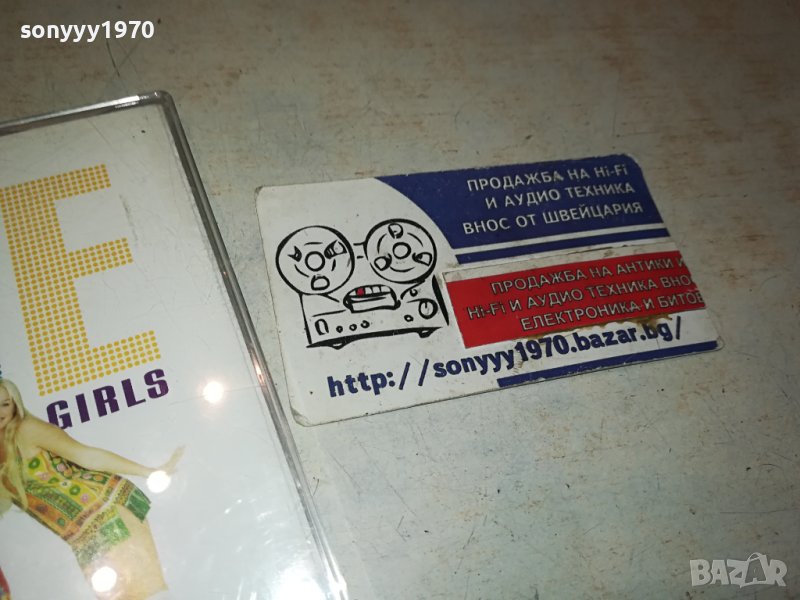 sonyyy1970
E
GIRLS
ПРОДАЖБА НА Hi-Fi
И АУДИО ТЕХНИКА
ВНОС ОТ ШВЕЙЦАРИЯ
ПРОДАЖБА НА АНТИКИ И
Hi-Fi И АУДИО ТЕХНИКА ВНО
ЕЛЕКТРОНИКА И БИТОВ
http://sonyyy1970.bazar.bg/
BAZAR